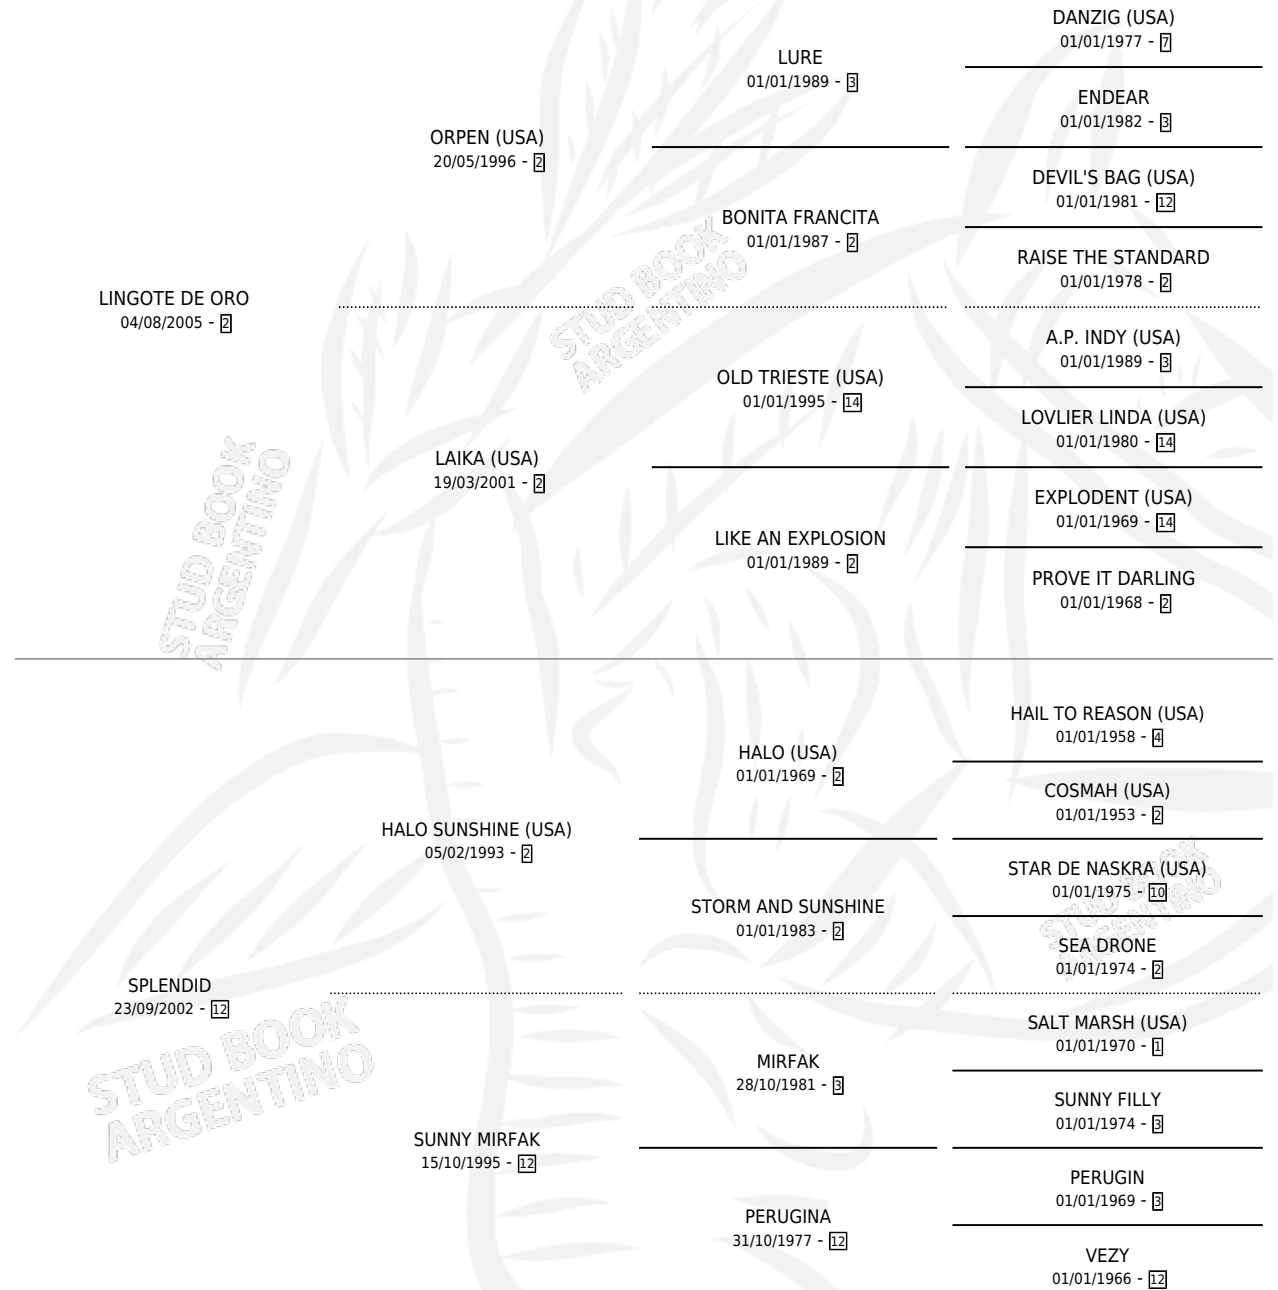 DANZIG (USA)
01/01/1977 - 7
LURE
01/01/1989 - 3
ENDEAR
01/01/1982 - 3
ORPEN (USA)
20/05/1996 - 2
DEVIL'S BAG (USA)
01/01/1981 - 12
BONITA FRANCITA
01/01/1987 - 2
RAISE THE STANDARD
01/01/1978 - 2
LINGOTE DE ORO
04/08/2005 - 2
A.P. INDY (USA)
01/01/1989 - 3
OLD TRIESTE (USA)
01/01/1995 - 14
LOVLIER LINDA (USA)
01/01/1980 - 14
LAIKA (USA)
19/03/2001 - 2
EXPLODENT (USA)
01/01/1969 - 14
LIKE AN EXPLOSION
01/01/1989 - 2
PROVE IT DARLING
01/01/1968 - 2
HAIL TO REASON (USA)
01/01/1958 - 4
HALO (USA)
01/01/1969 - 2
COSMAH (USA)
01/01/1953 - 2
HALO SUNSHINE (USA)
05/02/1993 - 2
STAR DE NASKRA (USA)
01/01/1975 - 10
STORM AND SUNSHINE
01/01/1983 - 2
SEA DRONE
01/01/1974 - 2
SPLENDID
23/09/2002 - 12
SALT MARSH (USA)
01/01/1970 - 1
MIRFAK
28/10/1981 - 3
SUNNY FILLY
01/01/1974 - 3
SUNNY MIRFAK
15/10/1995 - 12
PERUGIN
01/01/1969 - 3
PERUGINA
31/10/1977 - 12
VEZY
01/01/1966 - 12
STUD BOOK
ARGENTINO
STUD BOOK
ARGENTINO
STUD BOOK
ARGENTINO
STUD BOOK
ARGENTINO